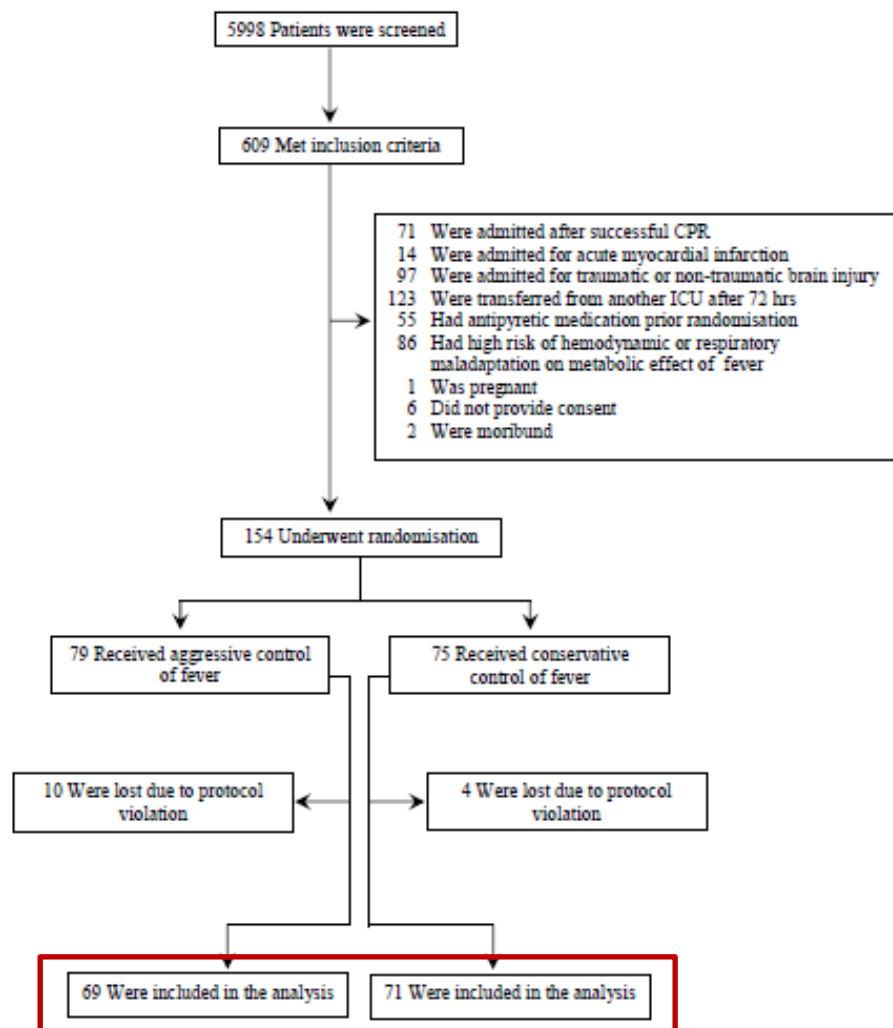 5998 Patients were screened
609 Met inclusion criteria
71 Were admitted after successful CPR
14 Were admitted for acute myocardial infarction
97 Were admitted for traumatic or non-traumatic brain injury
123 Were transferred from another ICU after 72 hrs
55 Had antipyretic medication prior randomisation
86 Had high risk of hemodynamic or respiratory
maladaptation on metabolic effect of fever
1 Was pregnant
6 Did not provide consent
2 Were moribund
154 Underwent randomisation
79 Received aggressive control
of fever
75 Received conservative
control of fever
10 Were lost due to protocol
violation
4 Were lost due to protocol
violation
69 Were included in the analysis
71 Were included in the analysis